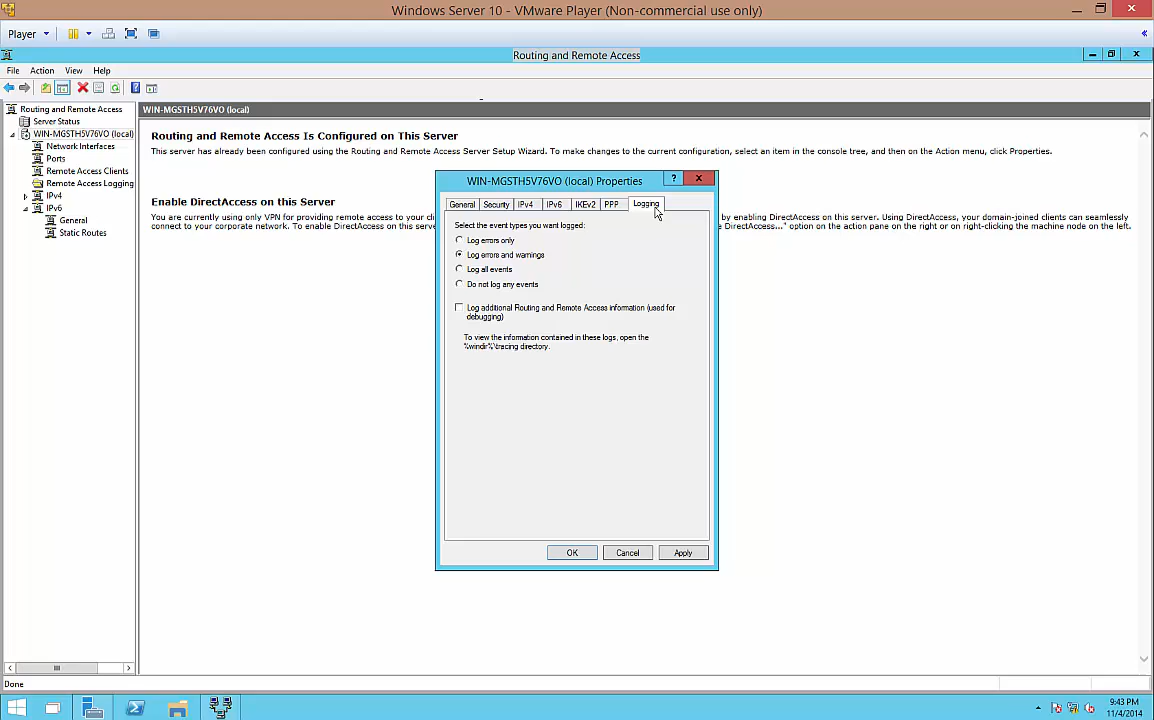 Windows Server 10 - VMware Player (Non-commercial use only)
Player
Routing and Remote Access
File Action View Help
Routing and Remote Access
Server Status
WIN-MGSTH5V76VO (local)
Network Interfaces
Ports
Remote Access Clients
Remote Access Logging
IPv4
IPv6
General
Static Routes
WIN-MGSTH5V76VO (local)
Routing and Remote Access Is Configured on This Server
This server has already been configured using the Routing and Remote Access Server Setup Wizard. To make changes to the current configuration, select an item in the console tree, and then on the Action menu, click Properties.
Enable DirectAccess on this Server
You are currently using only VPN for providing remote access to your cli by enabling DirectAccess on this server. Using DirectAccess, your domain-joined clients can seamlessly
connect to your corporate network. To enable DirectAccess on this serve DirectAccess..." option on the action pane on the right or on right-clicking the machine node on the left.
WIN-MGSTH5V76VO (local) Properties
?
General Security IPv4 IPv6 IKEv2 PPP Logging
Select the event types you want logged:
Log errors only
Log errors and warnings
Log all events
Do not log any events
Log additional Routing and Remote Access information (used for
debugging)
To view the information contained in these logs, open the
%windir%\tracing directory.
OK Cancel Apply
Done
9:43 PM
11/4/2014